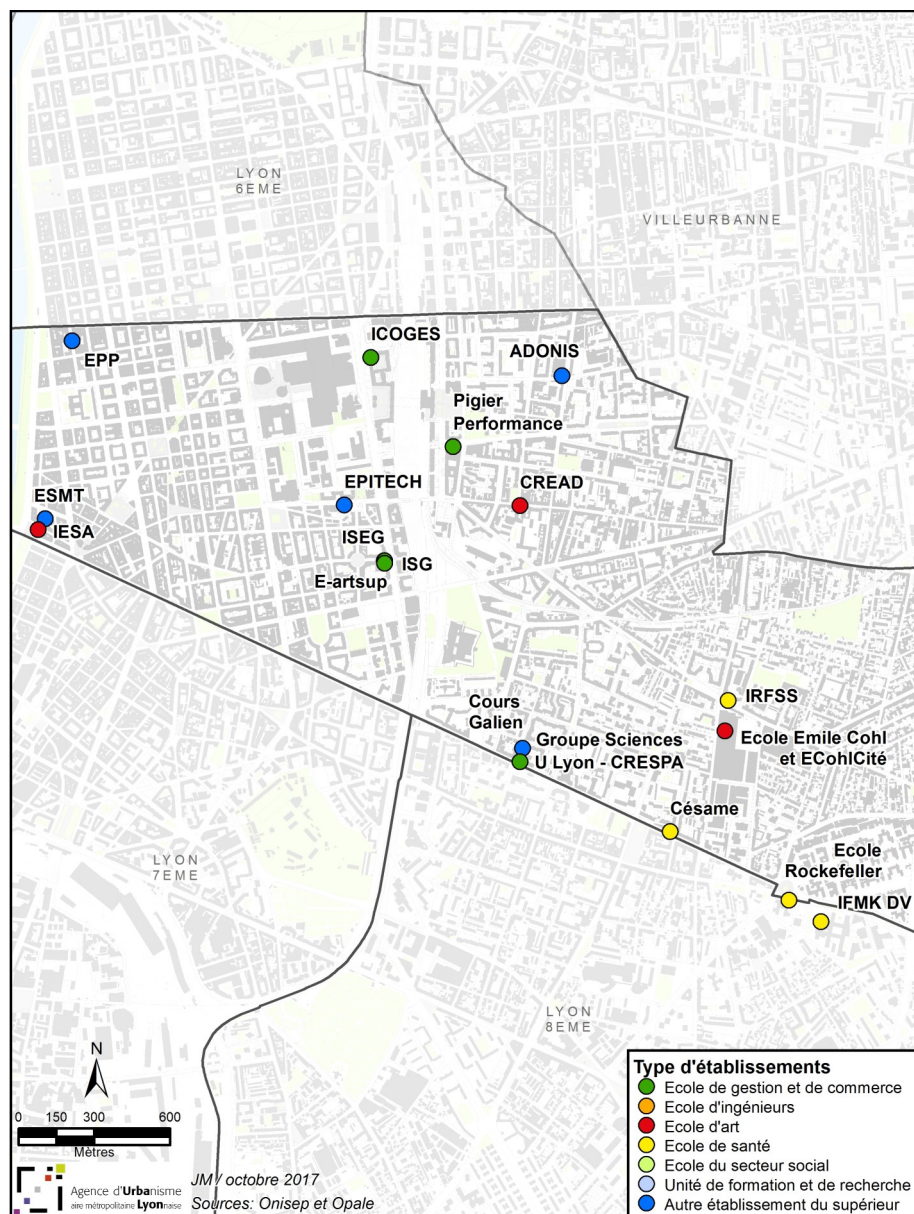 LYON
6EME
VILLEURBANNE
ICOGES
EPP
ADONIS
Pigier
Performance
EPITECH
CREAD
ESMT
IESA
ISEG
ISG
E-artsup
IRFSS
Cours
Galien
Groupe Sciences
U Lyon - CRESPA
Ecole Emile Cohl
et ECohlCité
Césame
LYON
7EME
Ecole
Rockefeller
IFMK DV
LYON
8EME
N
0 150 300 600
Mètres
Agence d'Urbanisme
aire métropolitaine Lyonnaise
JM / octobre 2017
Sources: Onisep et Opale
Type d'établissements
Ecole de gestion et de commerce
Ecole d'ingénieurs
Ecole d'art
Ecole de santé
Ecole du secteur social
Unité de formation et de recherche
Autre établissement du supérieur